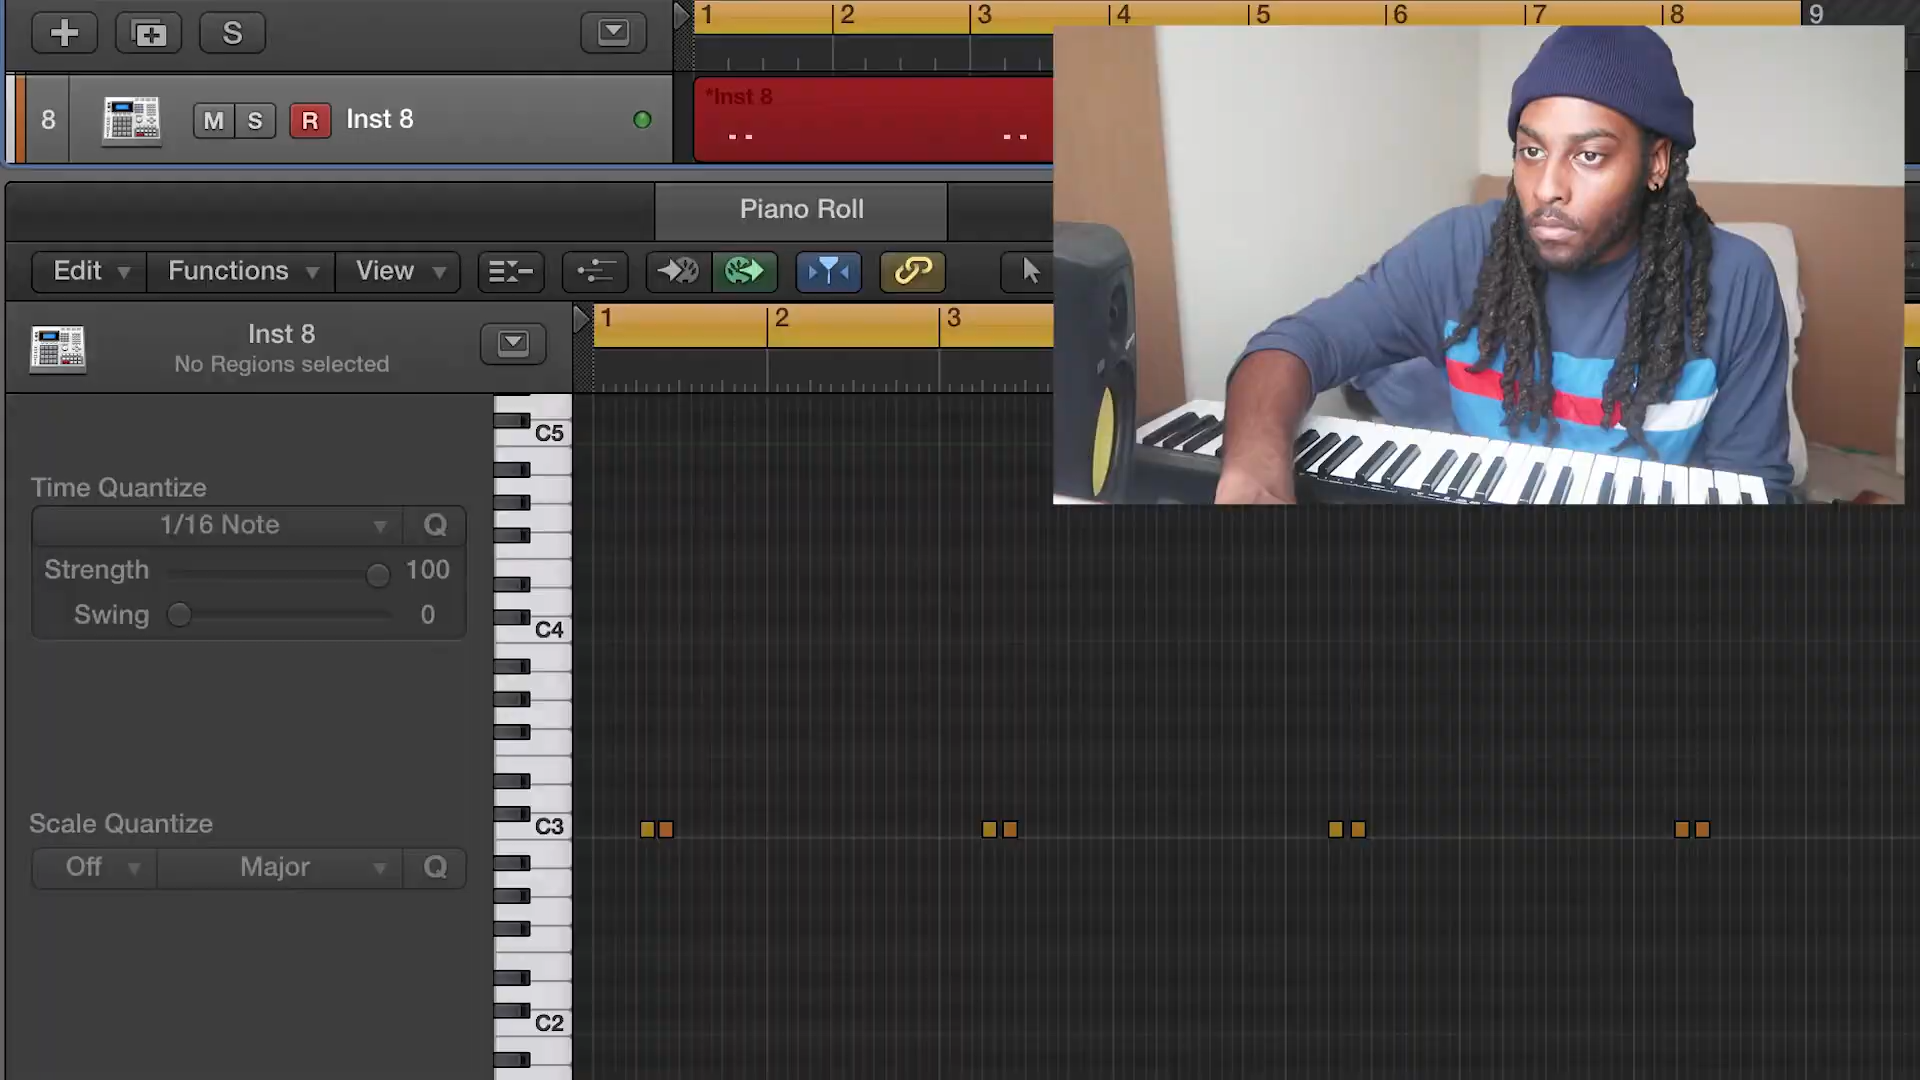 1 2 3 4 5 6 7 8 9
S
8 M S R Inst 8
*Inst 8
Piano Roll
Edit Functions View
1 2 3
Inst 8
No Regions selected
C5
Time Quantize
1/16 Note Q
Strength 100
Swing 0
C4
Scale Quantize
C3
Off Major Q
C2